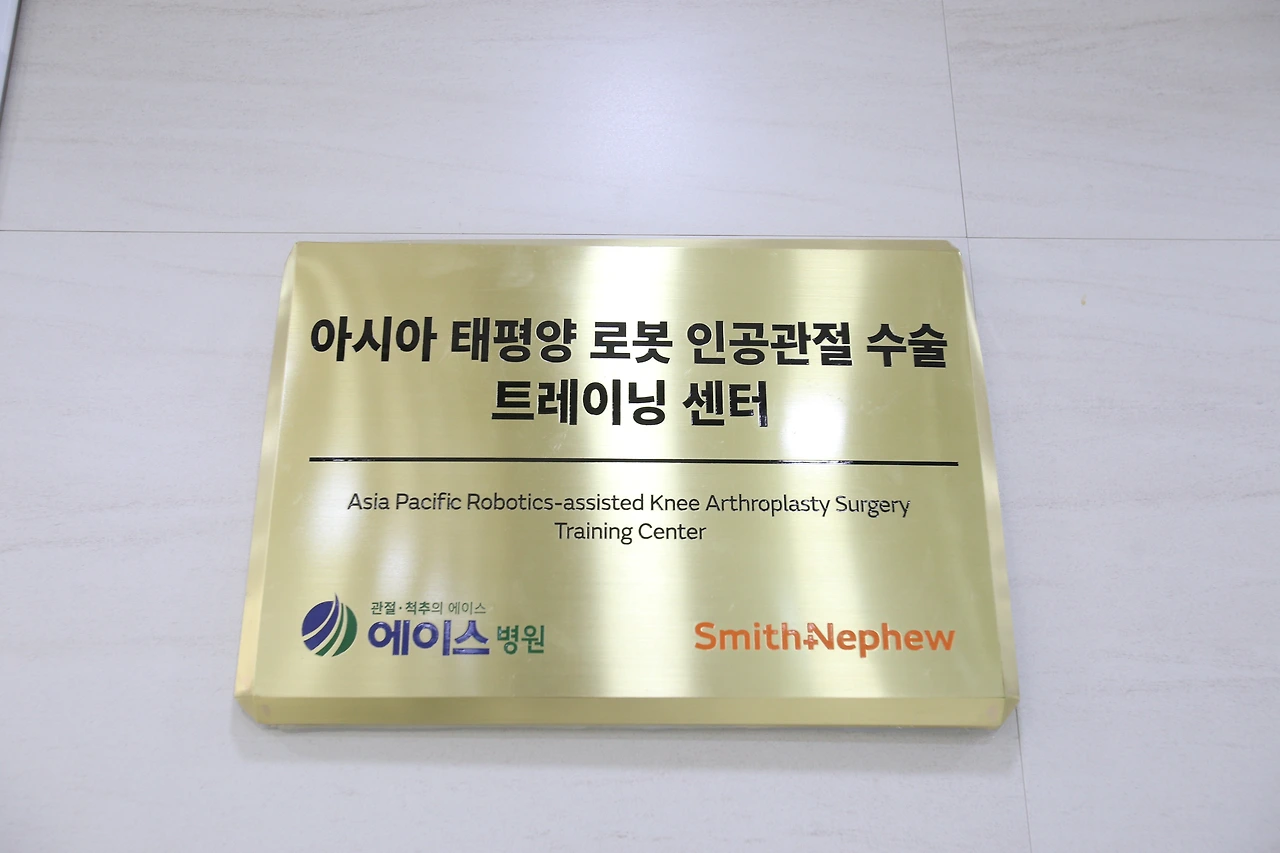 아시아 태평양 로봇 인공관절 수술
트레이닝 센터
Asia Pacific Robotics-assisted Knee Arthroplasty Surgery
Training Center
관절·척추의 에이스
에이스병원
Smith+Nephew